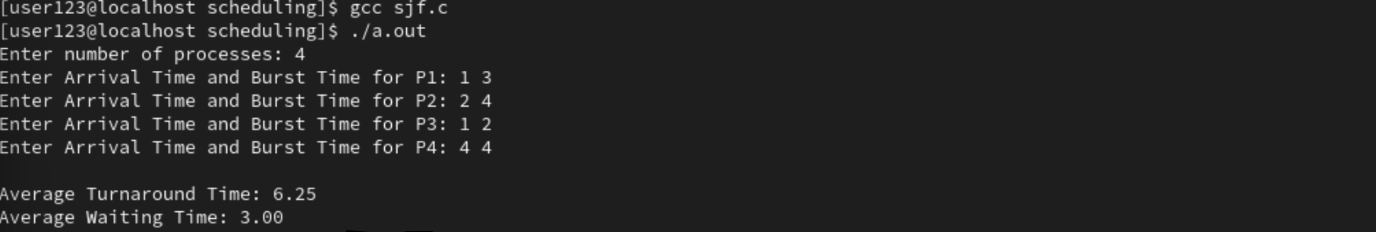 [user123@localhost scheduling]$ gcc sjf.c
[user123@localhost scheduling]$ ./a.out
Enter number of processes: 4
Enter Arrival Time and Burst Time for P1: 1 3
Enter Arrival Time and Burst Time for P2: 2 4
Enter Arrival Time and Burst Time for P3: 1 2
Enter Arrival Time and Burst Time for P4: 4 4

Average Turnaround Time: 6.25
Average Waiting Time: 3.00